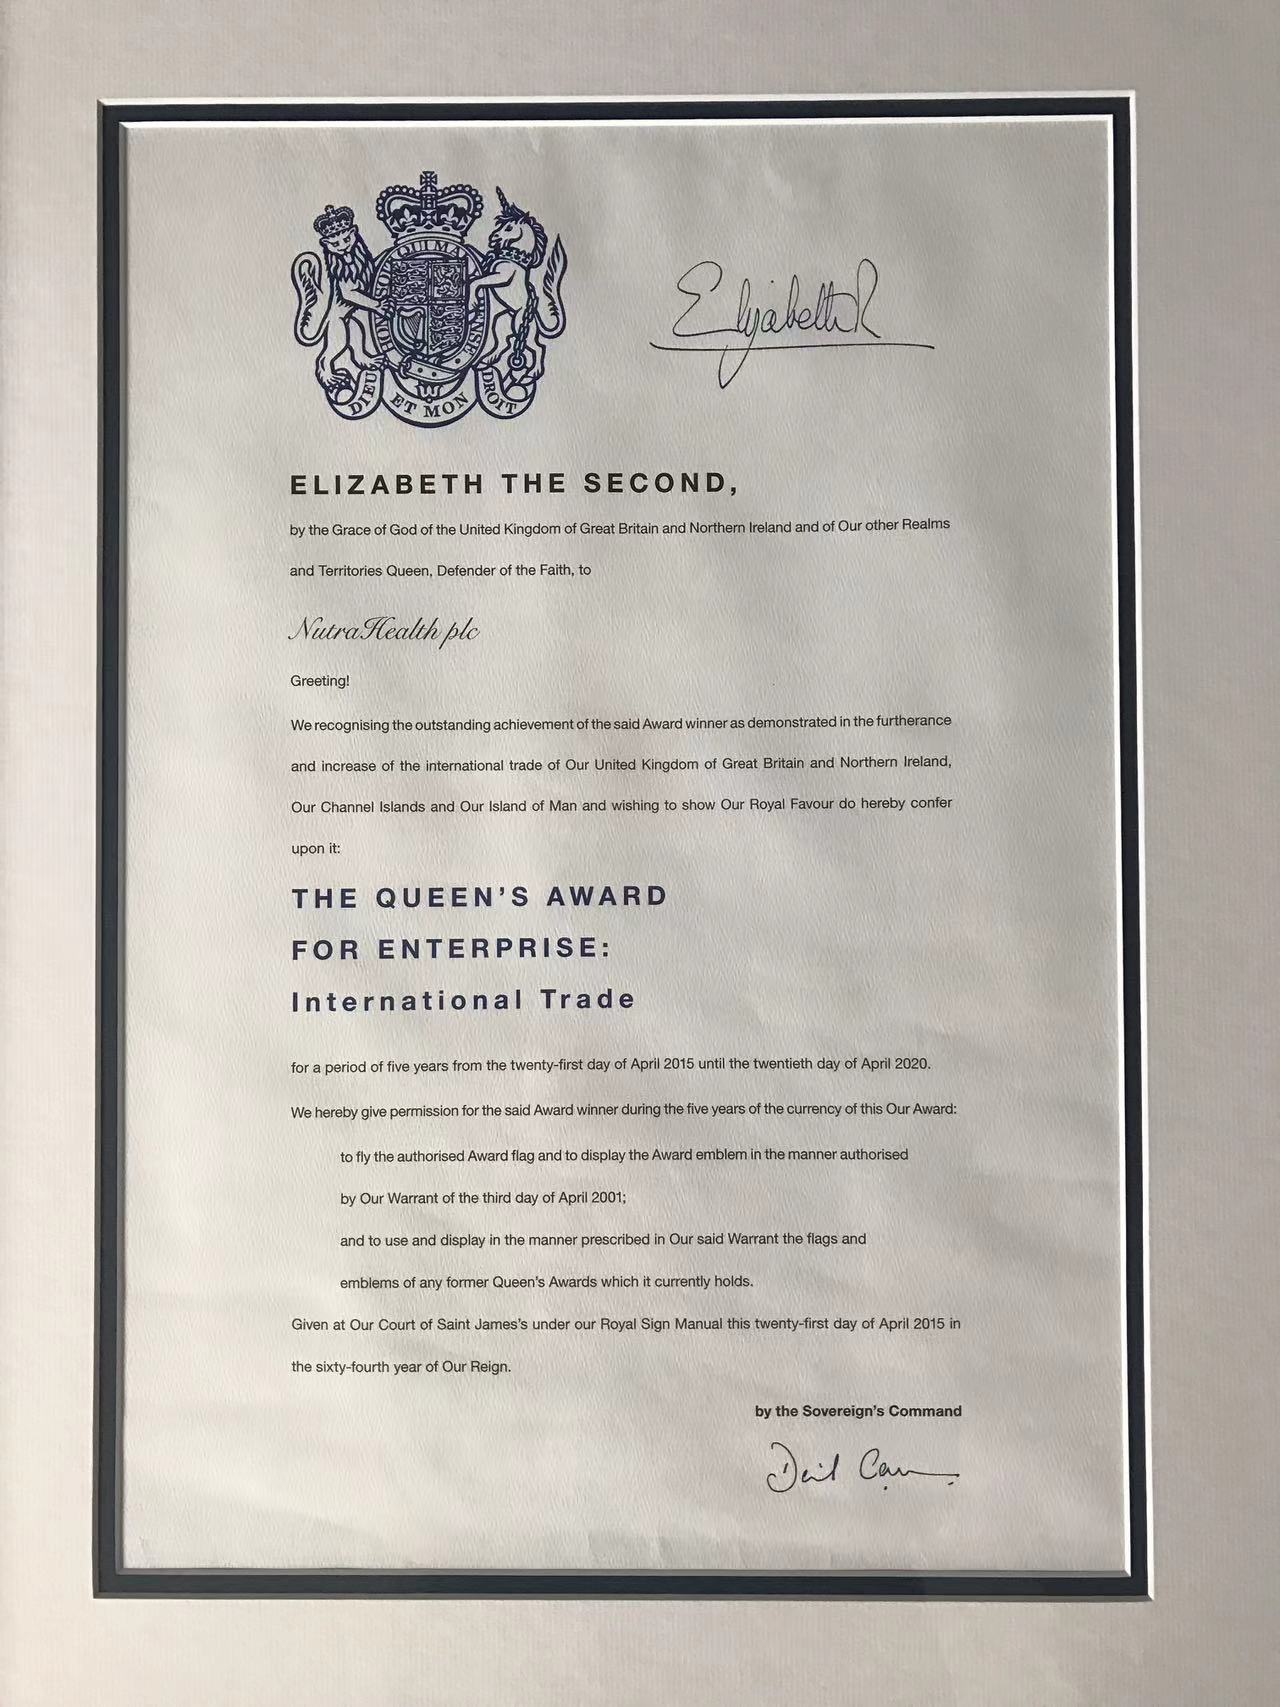 HONI SOIT QUI MAL Y PENSE
DIEU ET MON DROIT
Elizabeth R
ELIZABETH THE SECOND,
by the Grace of God of the United Kingdom of Great Britain and Northern Ireland and of Our other Realms
and Territories Queen, Defender of the Faith, to
NutraHealth plc
Greeting!
We recognising the outstanding achievement of the said Award winner as demonstrated in the furtherance
and increase of the international trade of Our United Kingdom of Great Britain and Northern Ireland,
Our Channel Islands and Our Island of Man and wishing to show Our Royal Favour do hereby confer
upon it:
THE QUEEN'S AWARD
FOR ENTERPRISE:
International Trade
for a period of five years from the twenty-first day of April 2015 until the twentieth day of April 2020.
We hereby give permission for the said Award winner during the five years of the currency of this Our Award:
to fly the authorised Award flag and to display the Award emblem in the manner authorised
by Our Warrant of the third day of April 2001;
and to use and display in the manner prescribed in Our said Warrant the flags and
emblems of any former Queen's Awards which it currently holds.
Given at Our Court of Saint James's under our Royal Sign Manual this twenty-first day of April 2015 in
the sixty-fourth year of Our Reign.
by the Sovereign's Command